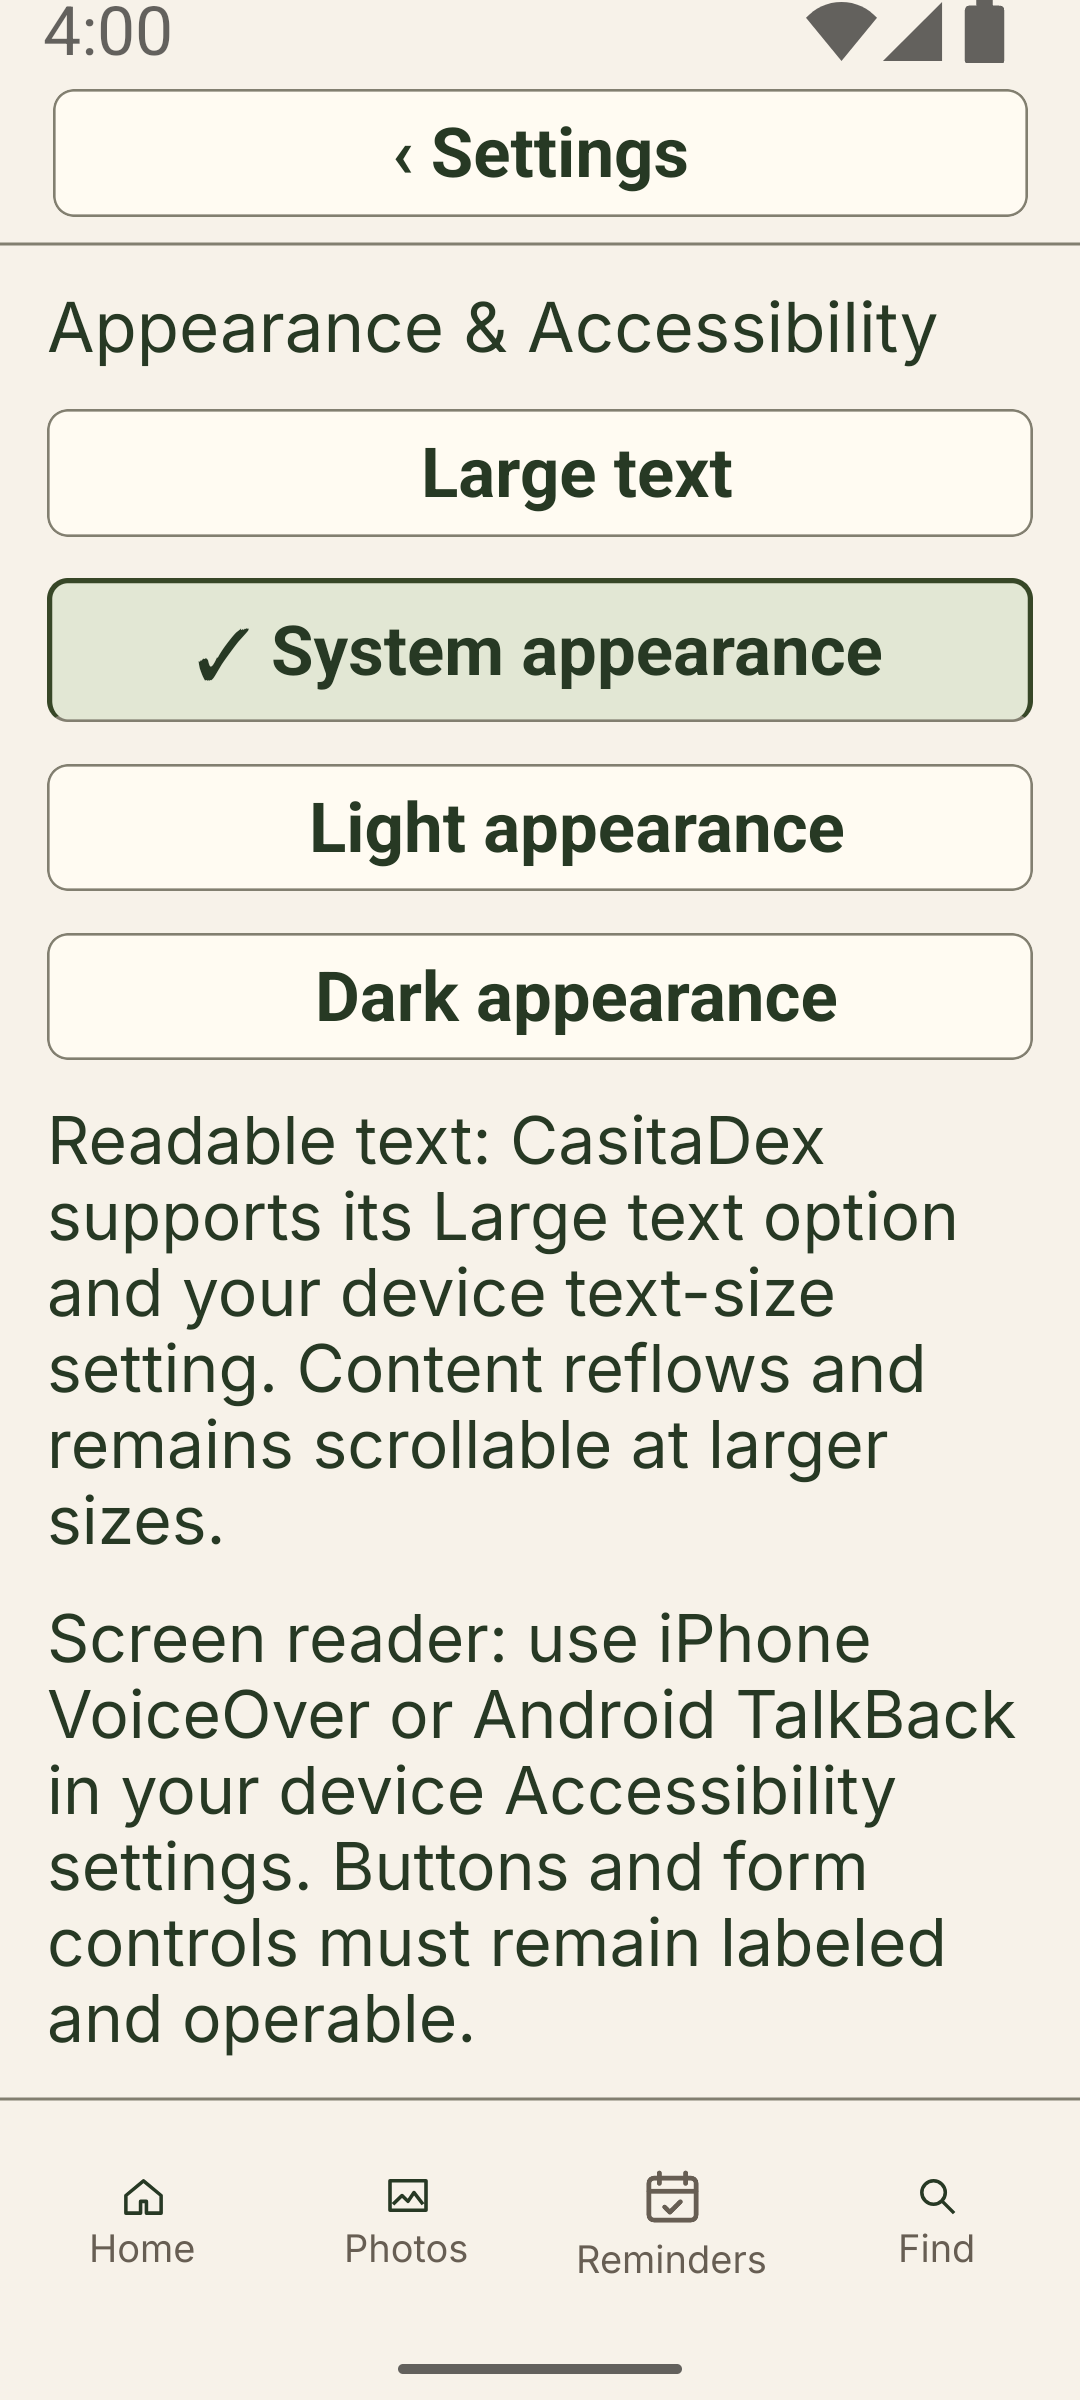 4:00
‹ Settings
Appearance & Accessibility
Large text
✓ System appearance
Light appearance
Dark appearance
Readable text: CasitaDex
supports its Large text option
and your device text-size
setting. Content reflows and
remains scrollable at larger
sizes.
Screen reader: use iPhone
VoiceOver or Android TalkBack
in your device Accessibility
settings. Buttons and form
controls must remain labeled
and operable.
Home
Photos
Reminders
Find